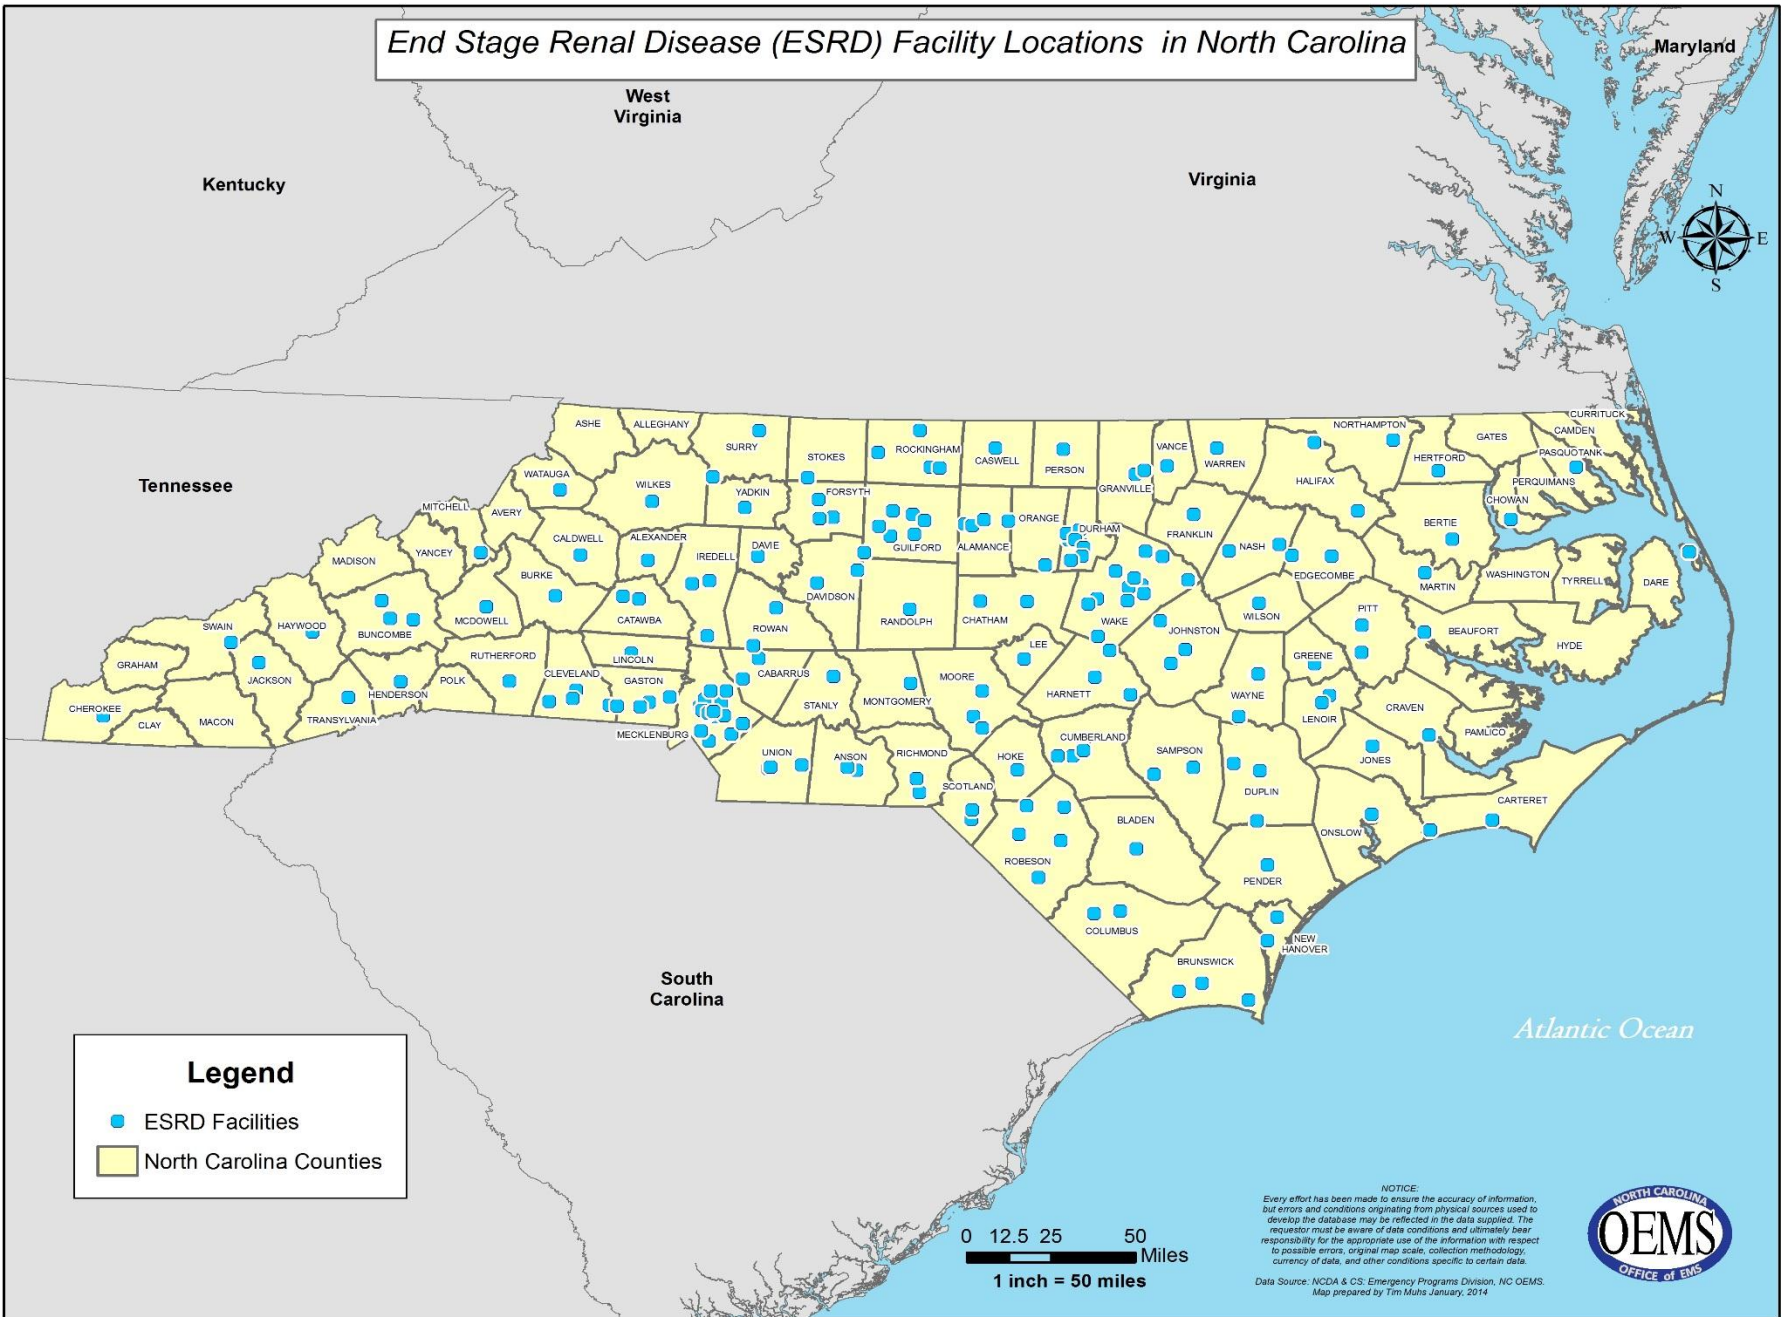 End Stage Renal Disease (ESRD) Facility Locations in North Carolina
Maryland
West
Virginia
Kentucky
Virginia
N
W
E
S
Tennessee
CURRITUCK
ASHE
ALLEGHANY
SURRY
STOKES
ROCKINGHAM
CASWELL
PERSON
GRANVILLE
VANCE
WARREN
NORTHAMPTON
HALIFAX
HERTFORD
GATES
CAMDEN
PASQUOTANK
PERQUIMANS
CHOWAN
WATAUGA
WILKES
YADKIN
FORSYTH
GUILFORD
ALAMANCE
ORANGE
DURHAM
FRANKLIN
NASH
EDGECOMBE
BERTIE
MARTIN
WASHINGTON
TYRRELL
DARE
MITCHELL
AVERY
CALDWELL
ALEXANDER
IREDELL
DAVIE
DAVIDSON
RANDOLPH
CHATHAM
WAKE
JOHNSTON
WILSON
PITT
BEAUFORT
HYDE
MADISON
YANCEY
BURKE
MCDOWELL
CATAWBA
ROWAN
SWAIN
HAYWOOD
BUNCOMBE
RUTHERFORD
LINCOLN
CLEVELAND
GASTON
CABARRUS
STANLY
MONTGOMERY
MOORE
LEE
HARNETT
GREENE
WAYNE
LENOIR
CRAVEN
PAMLICO
GRAHAM
JACKSON
HENDERSON
POLK
CHEROKEE
CLAY
MACON
TRANSYLVANIA
MECKLENBURG
UNION
ANSON
RICHMOND
SCOTLAND
HOKE
CUMBERLAND
SAMPSON
DUPLIN
JONES
CARTERET
ONSLOW
ROBESON
BLADEN
PENDER
COLUMBUS
BRUNSWICK
NEW
HANOVER
South
Carolina
Atlantic Ocean
Legend
ESRD Facilities
North Carolina Counties
0 12.5 25 50
Miles
1 inch = 50 miles
NOTICE:
Every effort has been made to ensure the accuracy of information,
but errors and conditions originating from physical sources used to
develop the database may be reflected in the data supplied. The
requestor must be aware of data conditions and ultimately bear
responsibility for the appropriate use of the information with respect
to possible errors, original map scale, collection methodology,
currency of data, and other conditions specific to certain data.
Data Source: NCDA & CS: Emergency Programs Division, NC OEMS.
Map prepared by Tim Muhs January, 2014
NORTH CAROLINA
OEMS
OFFICE of EMS